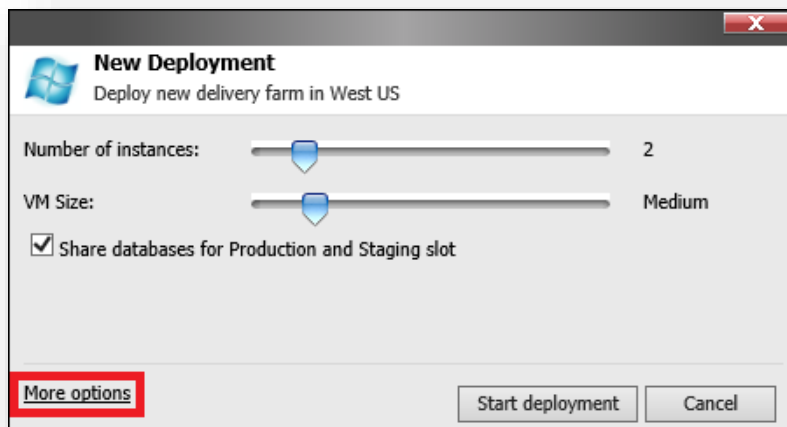 X
New Deployment
Deploy new delivery farm in West US
Number of instances: 2
VM Size: Medium
Share databases for Production and Staging slot
More options Start deployment Cancel